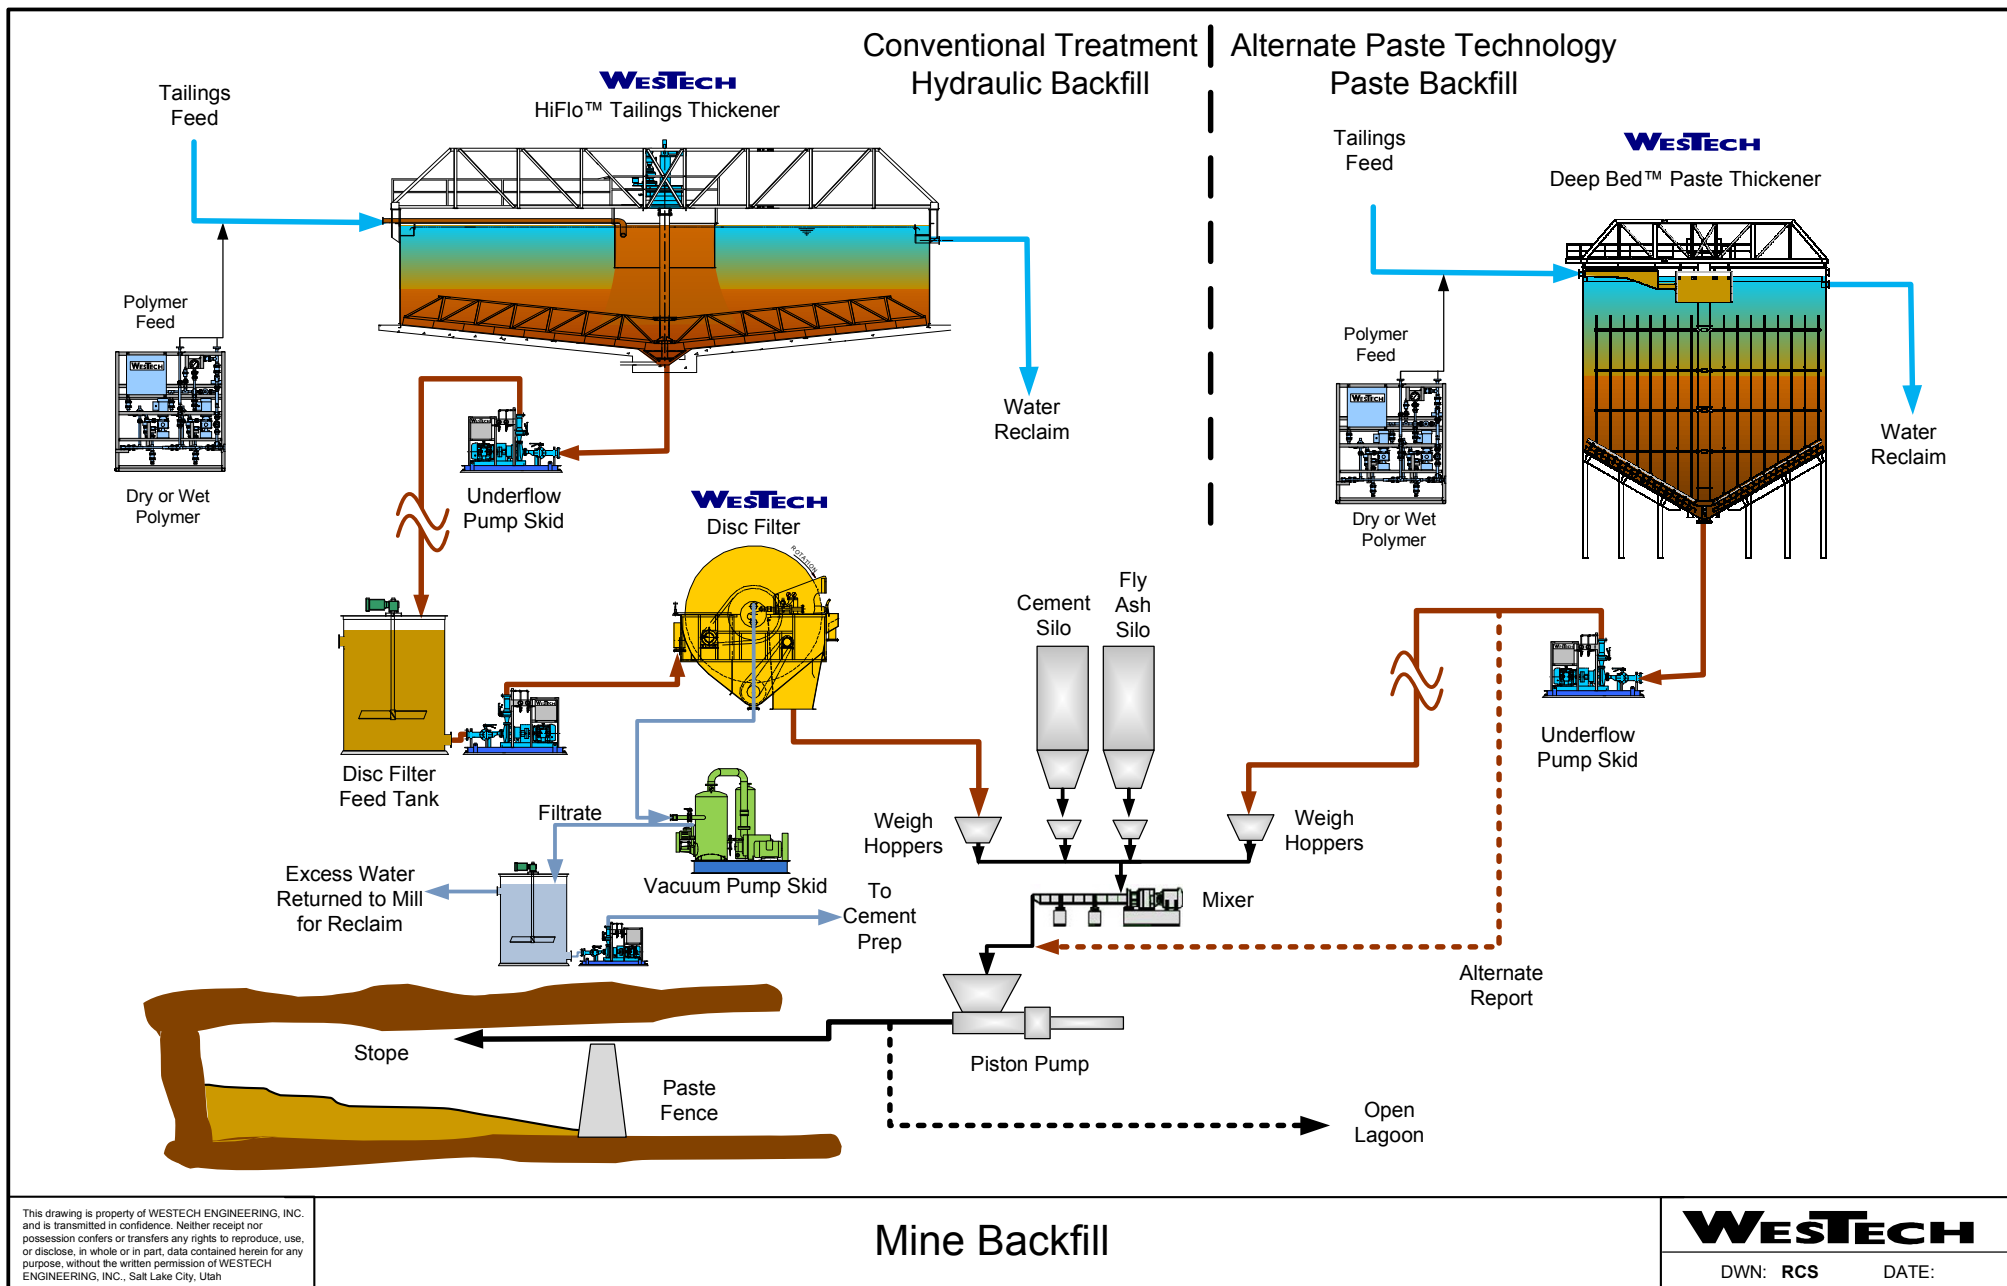 Conventional Treatment
Hydraulic Backfill
Alternate Paste Technology
Paste Backfill
WESTECH
HiFlo™ Tailings Thickener
Tailings
Feed
Polymer
Feed
WESTECH
Dry or Wet
Polymer
Water
Reclaim
Underflow
Pump Skid
WESTECH
Disc Filter
ROTATION
Disc Filter
Feed Tank
Filtrate
Vacuum Pump Skid
Excess Water
Returned to Mill
for Reclaim
To
Cement
Prep
Cement
Silo
Fly
Ash
Silo
Weigh
Hoppers
Weigh
Hoppers
Mixer
Tailings
Feed
WESTECH
Deep Bed™ Paste Thickener
Polymer
Feed
WESTECH
Dry or Wet
Polymer
Water
Reclaim
Underflow
Pump Skid
Alternate
Report
Piston Pump
Stope
Paste
Fence
Open
Lagoon
This drawing is property of WESTECH ENGINEERING, INC.
and is transmitted in confidence. Neither receipt nor
possession confers or transfers any rights to reproduce, use,
or disclose, in whole or in part, data contained herein for any
purpose, without the written permission of WESTECH
ENGINEERING, INC., Salt Lake City, Utah
Mine Backfill
WESTECH
DWN: RCS DATE: